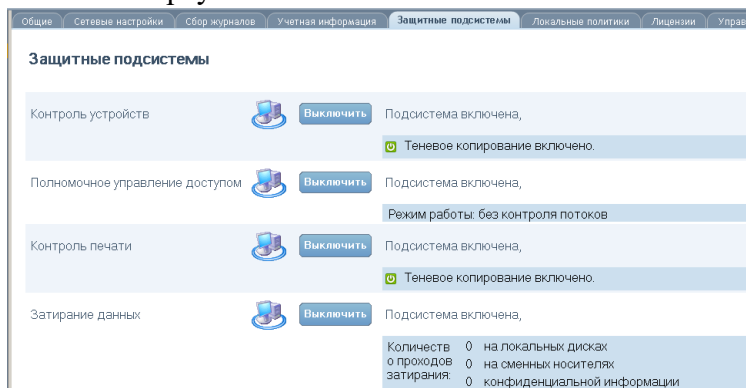 Общие Сетевые настройки Сбор журналов Учетная информация Защитные подсистемы Локальные политики Лицензии
Защитные подсистемы
Контроль устройств Выключить Подсистема включена,
Теневое копирование включено.
Полномочное управление доступом Выключить Подсистема включена,
Режим работы: без контроля потоков
Контроль печати Выключить Подсистема включена,
Теневое копирование включено.
Затирание данных Выключить Подсистема включена,
Количеств 0 на локальных дисках
о проходов 0 на сменных носителях
затирания: 0 конфиденциальной информации